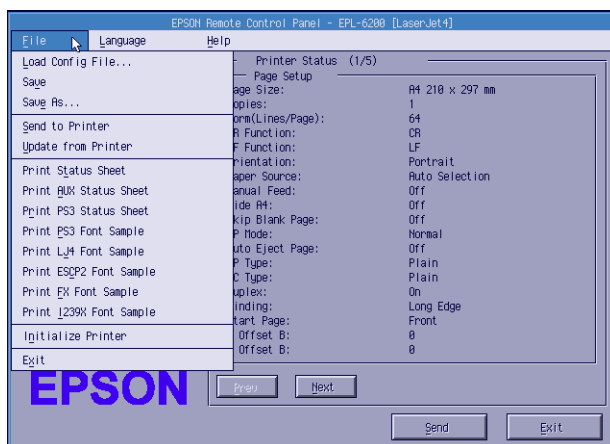 EPSON Remote Control Panel - EPL-6200 [LaserJet4]
File Language Help
Load Config File...
Save
Save As...
Send to Printer
Update from Printer
Print Status Sheet
Print AUX Status Sheet
Print PS3 Status Sheet
Print PS3 Font Sample
Print LJ4 Font Sample
Print ESCP2 Font Sample
Print FX Font Sample
Print I239X Font Sample
Initialize Printer
Exit
Printer Status (1/5)
Page Setup
age Size: A4 210 x 297 mm
opies: 1
orm(Lines/Page): 64
R Function: CR
F Function: LF
rientation: Portrait
aper Source: Auto Selection
anual Feed: Off
ide A4: Off
kip Blank Page: Off
P Mode: Normal
uto Eject Page: Off
P Type: Plain
C Type: Plain
uplex: On
inding: Long Edge
tart Page: Front
Offset B: 0
Offset B: 0
EPSON
Prev Next
Send Exit